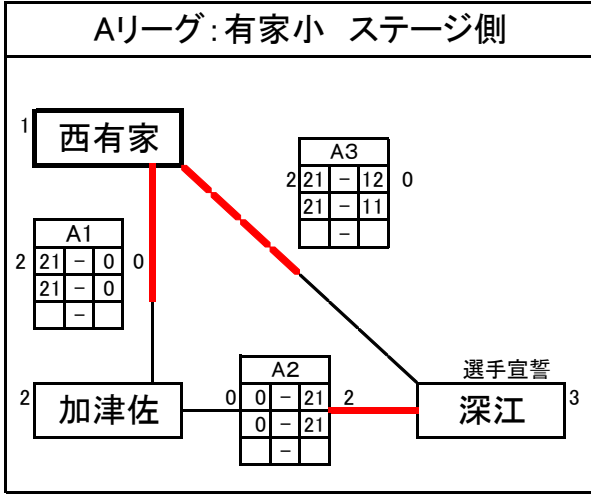 Aリーグ：有家小　ステージ側
1
西有家
A3
2 21 － 12 0
21 － 11
－
A1
2 21 － 0 0
21 － 0
－
選手宣誓
2
加津佐
A2
0 0 － 21 2
0 － 21
－
深江
3